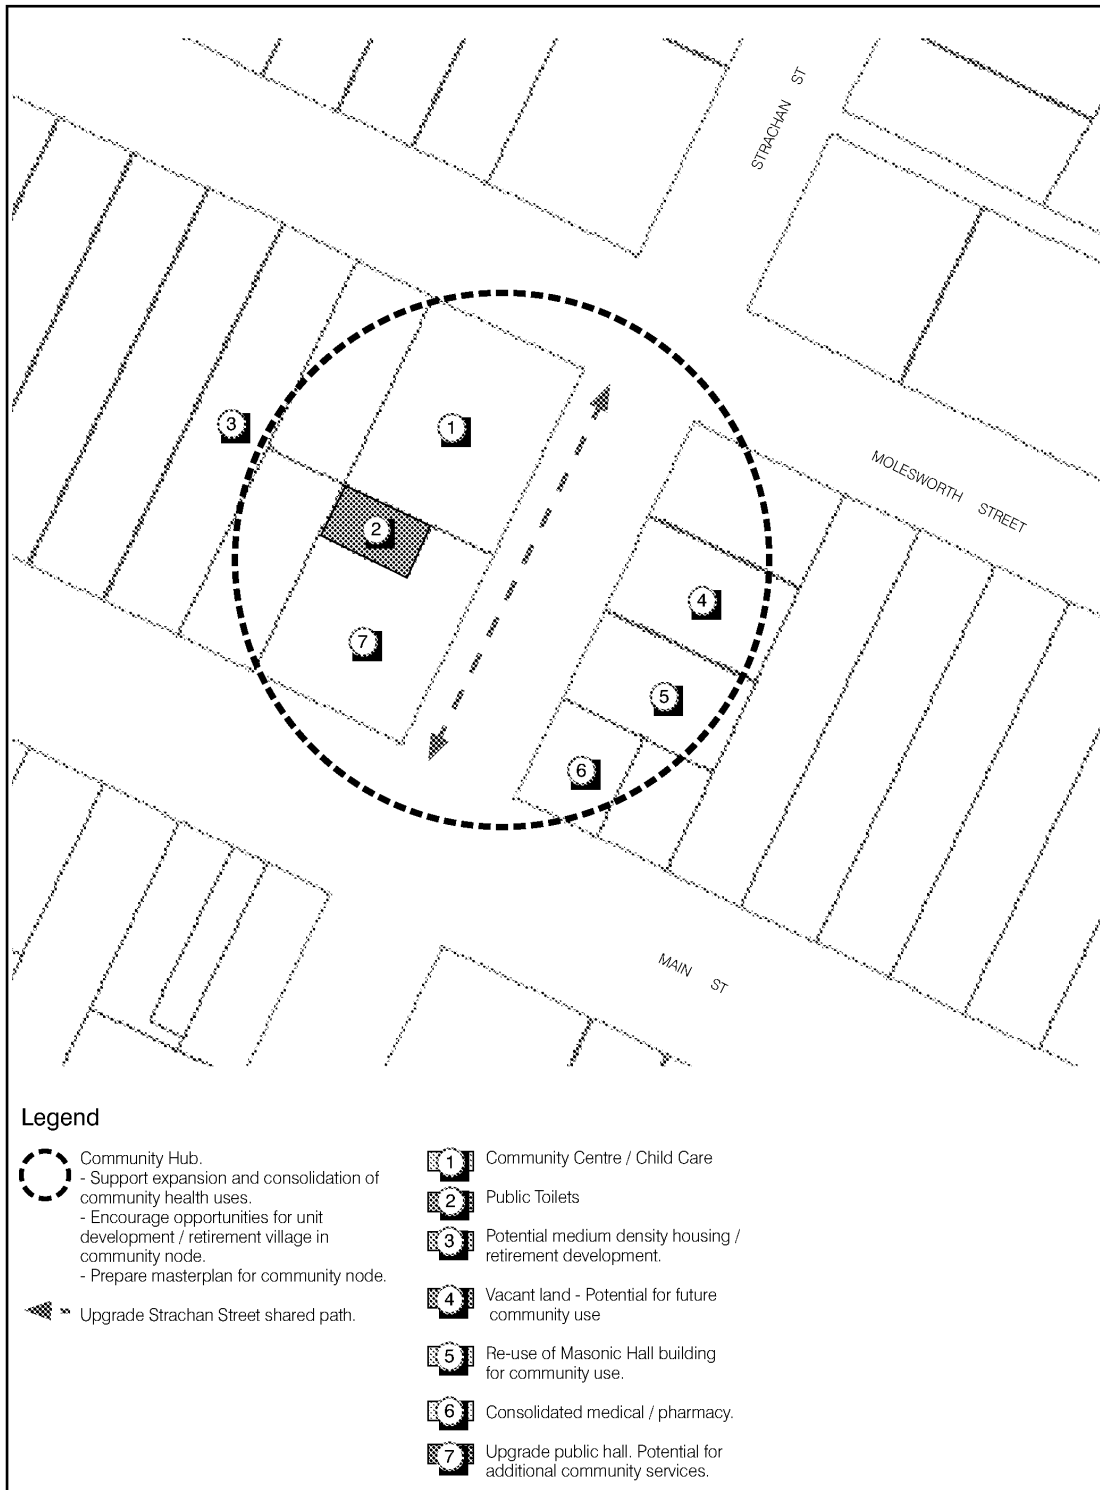 STRACHAN ST
MOLESWORTH STREET
3
1
2
4
7
5
6
MAIN ST
Legend
Community Hub.
- Support expansion and consolidation of
community health uses.
- Encourage opportunities for unit
development / retirement village in
community node.
- Prepare masterplan for community node.
Upgrade Strachan Street shared path.
1 Community Centre / Child Care
2 Public Toilets
3 Potential medium density housing /
retirement development.
4 Vacant land - Potential for future
community use
5 Re-use of Masonic Hall building
for community use.
6 Consolidated medical / pharmacy.
7 Upgrade public hall. Potential for
additional community services.